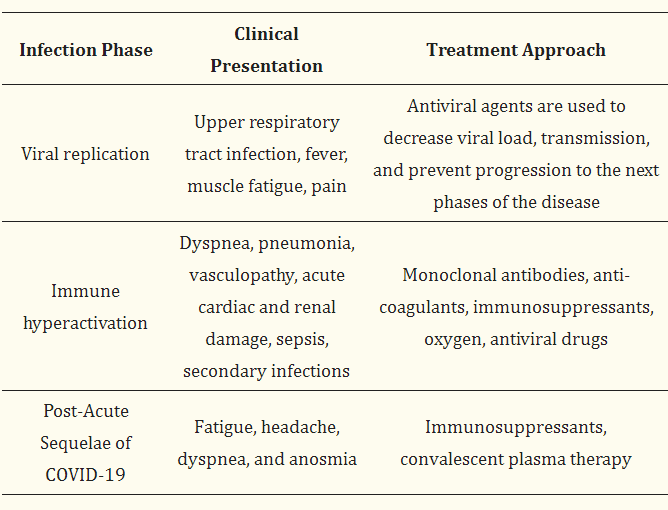 Infection Phase
Clinical
Presentation
Treatment Approach
Viral replication
Upper respiratory
tract infection, fever,
muscle fatigue, pain
Antiviral agents are used to
decrease viral load, transmission,
and prevent progression to the next
phases of the disease
Immune
hyperactivation
Dyspnea, pneumonia,
vasculopathy, acute
cardiac and renal
damage, sepsis,
secondary infections
Monoclonal antibodies, anti-
coagulants, immunosuppressants,
oxygen, antiviral drugs
Post-Acute
Sequelae of
COVID-19
Fatigue, headache,
dyspnea, and anosmia
Immunosuppressants,
convalescent plasma therapy